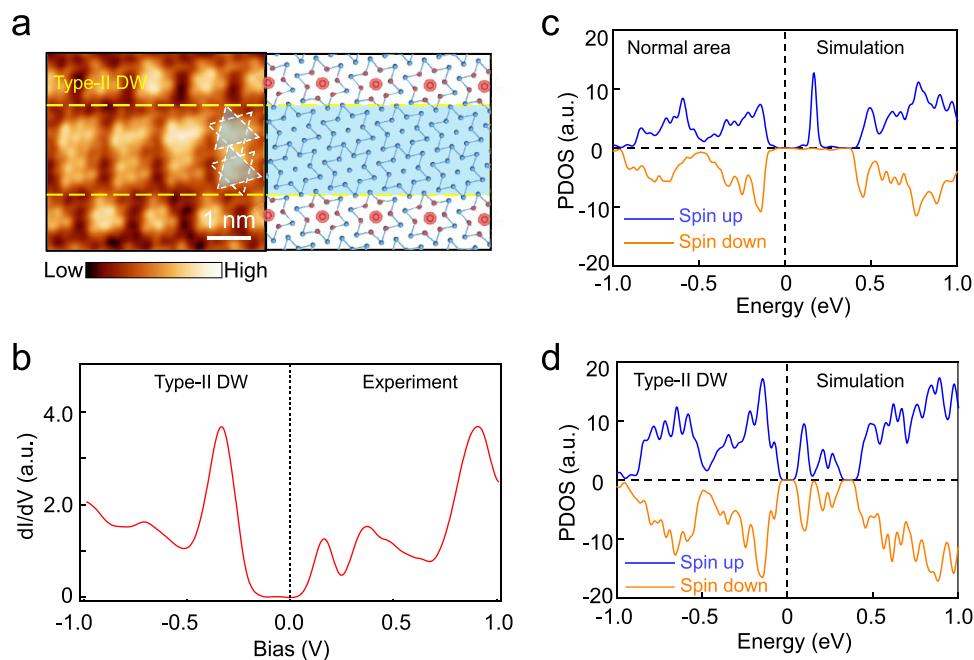 a
Type-II DW
1 nm
Low High
b
Type-II DW Experiment
dI/dV (a.u.)
4.0
2.0
0
-1.0 -0.5 0.0 0.5 1.0
Bias (V)
c
Normal area Simulation
PDOS (a.u.)
20
10
0
-10
-20
Spin up
Spin down
-1.0 -0.5 0 0.5 1.0
Energy (eV)
d
Type-II DW Simulation
PDOS (a.u.)
20
10
0
-10
-20
Spin up
Spin down
-1.0 -0.5 0 0.5 1.0
Energy (eV)